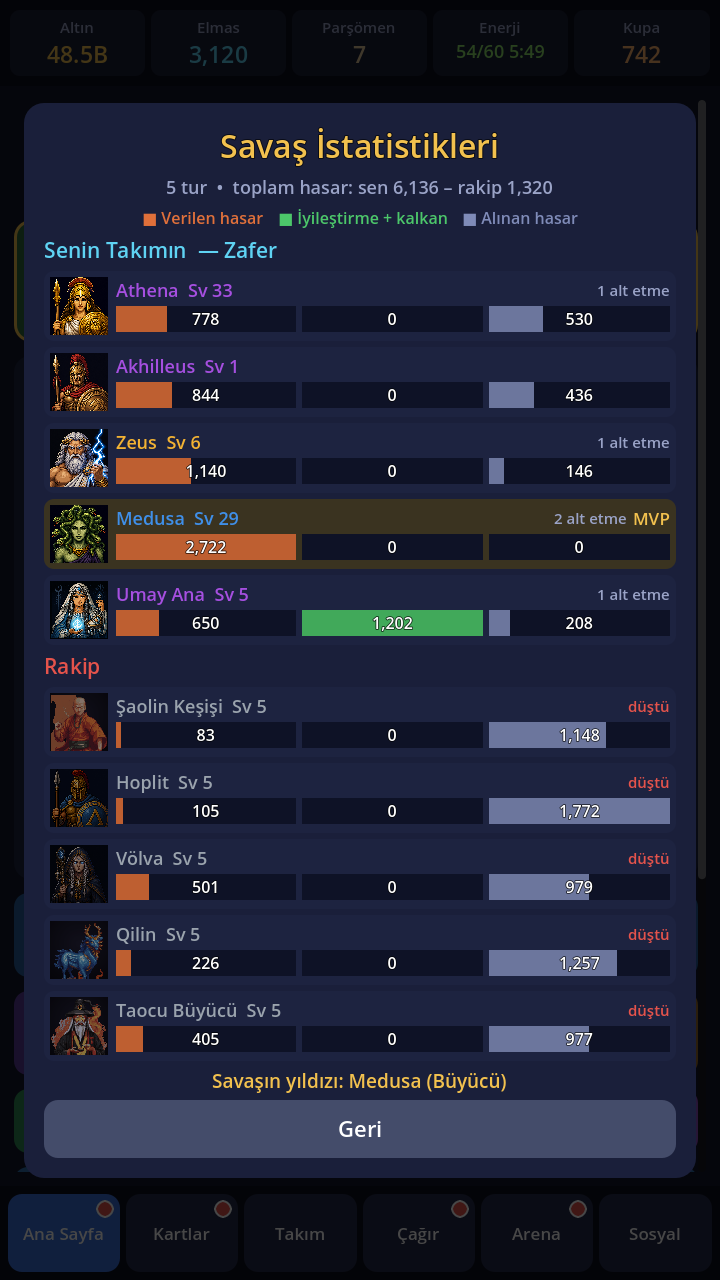 Altın Elmas Parşömen Enerji Kupa
48.5B 3,120 7 54/60 5:49 742
Savaş İstatistikleri
5 tur • toplam hasar: sen 6,136 – rakip 1,320
Verilen hasar İyileştirme + kalkan Alınan hasar
Senin Takımın — Zafer
Athena Sv 33 1 alt etme
778 0 530
Akhilleus Sv 1
844 0 436
Zeus Sv 6 1 alt etme
1,140 0 146
Medusa Sv 29 2 alt etme MVP
2,722 0 0
Umay Ana Sv 5 1 alt etme
650 1,202 208
Rakip
Şaolin Keşişi Sv 5 düştü
83 0 1,148
Hoplit Sv 5 düştü
105 0 1,772
Völva Sv 5 düştü
501 0 979
Qilin Sv 5 düştü
226 0 1,257
Taocu Büyücü Sv 5 düştü
405 0 977
Savaşın yıldızı: Medusa (Büyücü)
Geri
Ana Sayfa Kartlar Takım Çağır Arena Sosyal